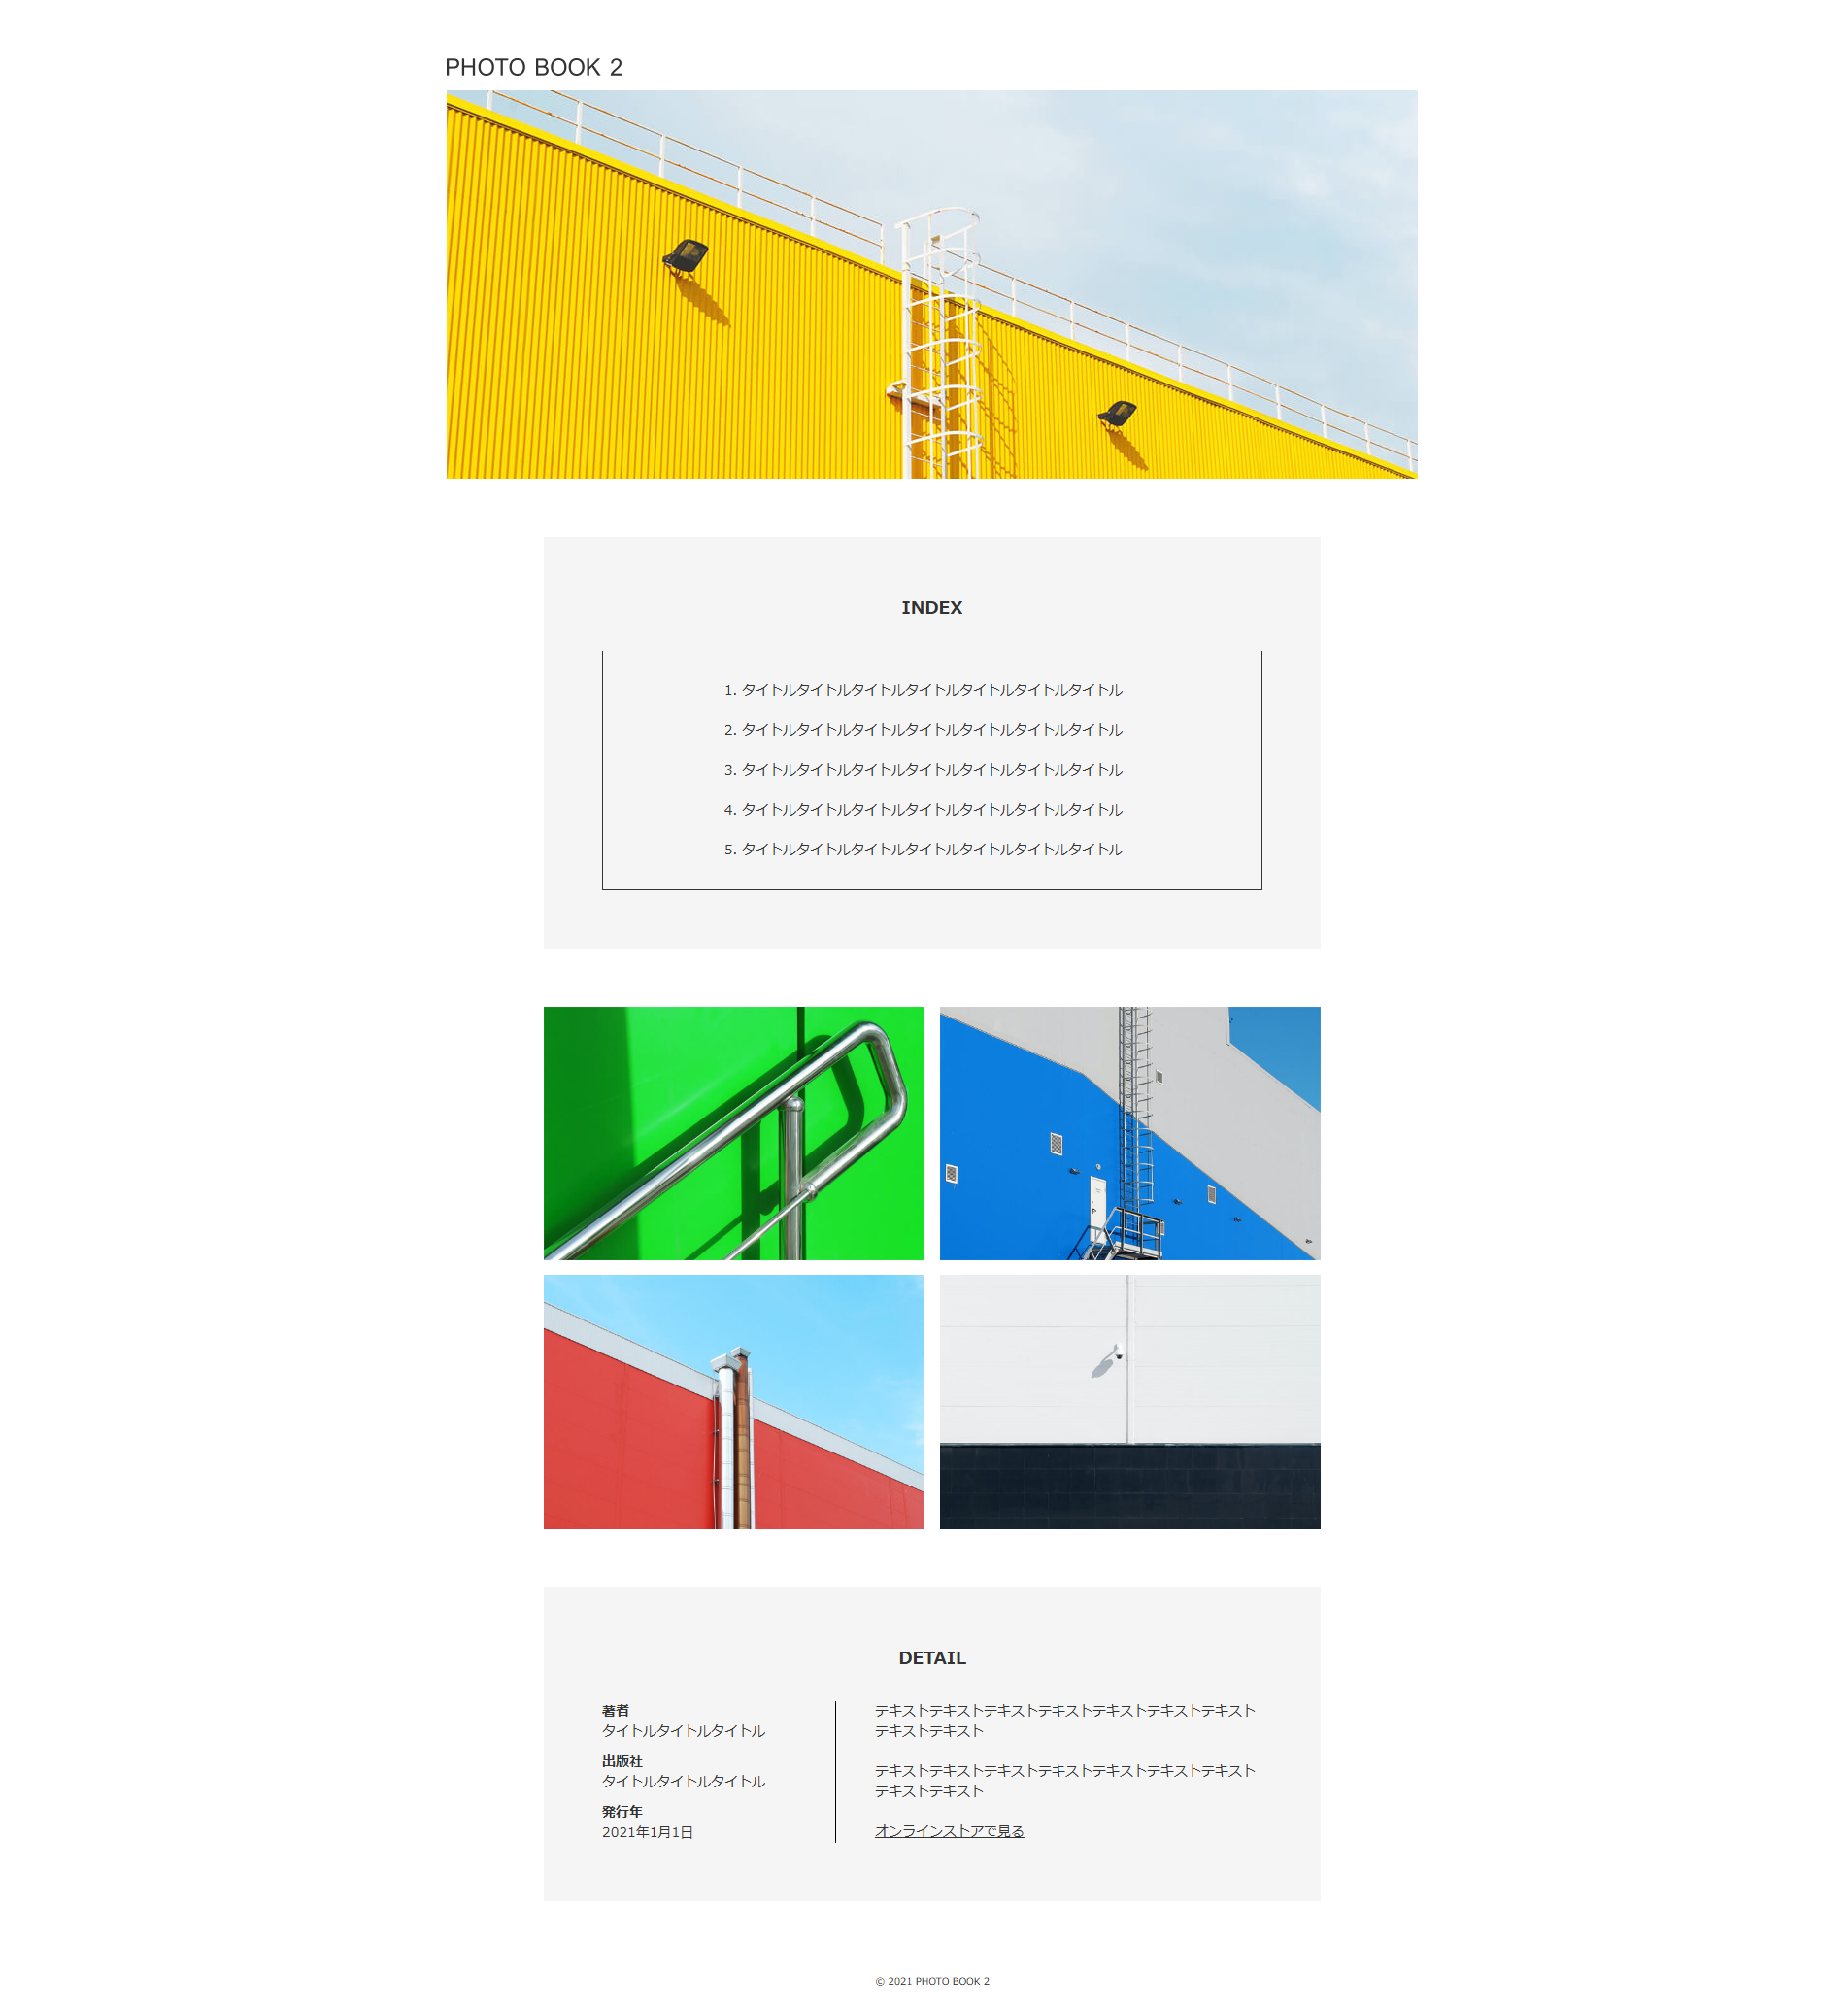 PHOTO BOOK 2
INDEX
1. タイトルタイトルタイトルタイトルタイトルタイトルタイトル
2. タイトルタイトルタイトルタイトルタイトルタイトルタイトル
3. タイトルタイトルタイトルタイトルタイトルタイトルタイトル
4. タイトルタイトルタイトルタイトルタイトルタイトルタイトル
5. タイトルタイトルタイトルタイトルタイトルタイトルタイトル
DETAIL
著者
タイトルタイトルタイトル
出版社
タイトルタイトルタイトル
発行年
2021年1月1日
テキストテキストテキストテキストテキストテキストテキスト
テキストテキスト
テキストテキストテキストテキストテキストテキストテキスト
テキストテキスト
オンラインストアで見る
© 2021 PHOTO BOOK 2